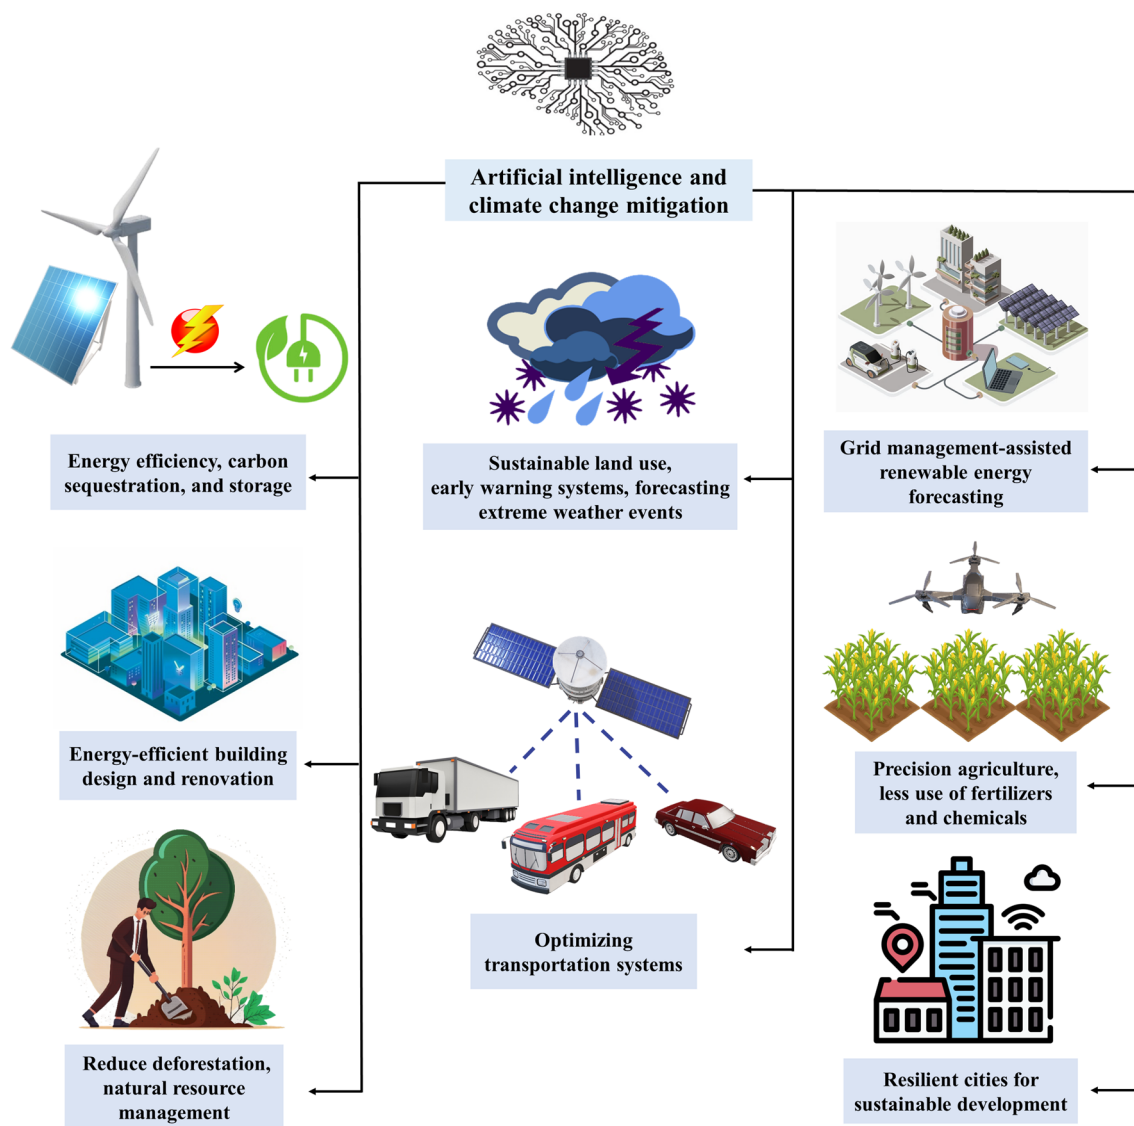 Artificial intelligence and
climate change mitigation
Energy efficiency, carbon
sequestration, and storage
Sustainable land use,
early warning systems, forecasting
extreme weather events
Grid management-assisted
renewable energy
forecasting
Energy-efficient building
design and renovation
Optimizing
transportation systems
Precision agriculture,
less use of fertilizers
and chemicals
Reduce deforestation,
natural resource
management
Resilient cities for
sustainable development